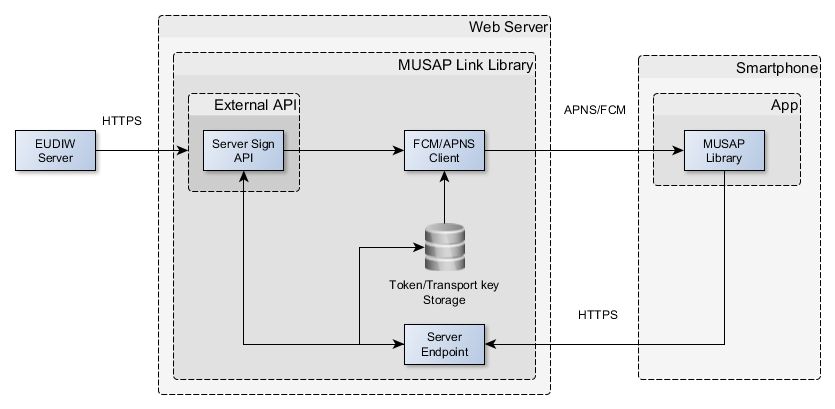 Web Server
MUSAP Link Library
Smartphone
External API
App
HTTPS
APNS/FCM
EUDIW
Server
Server Sign
API
FCM/APNS
Client
MUSAP
Library
Token/Transport key
Storage
HTTPS
Server
Endpoint